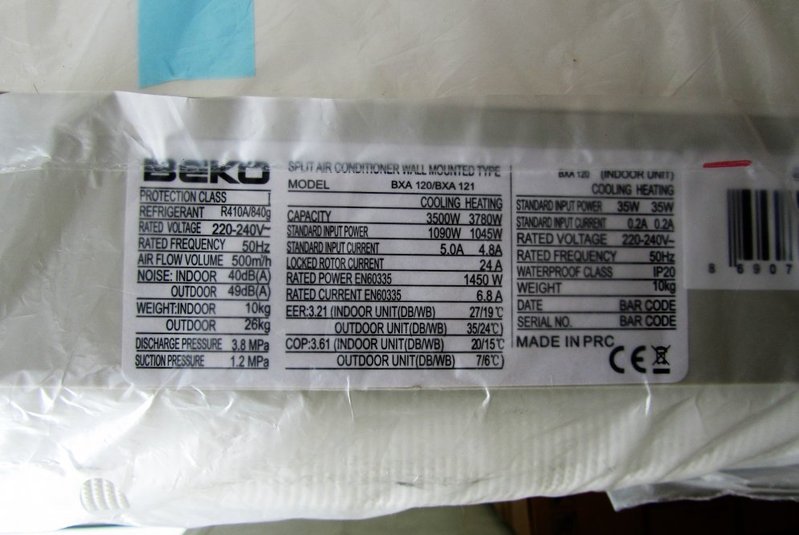 BEKO
PROTECTION CLASS I
REFRIGERANT R410A/840g
RATED VOLTAGE 220-240V~
RATED FREQUENCY 50Hz
AIR FLOW VOLUME 500m³/h
NOISE: INDOOR 40dB(A)
OUTDOOR 49dB(A)
WEIGHT:INDOOR 10kg
OUTDOOR 26kg
DISCHARGE PRESSURE 3.8 MPa
SUCTION PRESSURE 1.2 MPa
SPLIT AIR CONDITIONER WALL MOUNTED TYPE
MODEL BXA 120/BXA 121
COOLING HEATING
CAPACITY 3500W 3780W
STANDARD INPUT POWER 1090W 1045W
STANDARD INPUT CURRENT 5.0A 4.8A
LOCKED ROTOR CURRENT 24 A
RATED POWER EN60335 1450 W
RATED CURRENT EN60335 6.8 A
EER:3.21 (INDOOR UNIT(DB/WB) 27/19℃
OUTDOOR UNIT(DB/WB) 35/24℃)
COP:3.61 (INDOOR UNIT(DB/WB) 20/15℃
OUTDOOR UNIT(DB/WB) 7/6℃)
BXA 120 (INDOOR UNIT)
COOLING HEATING
STANDARD INPUT POWER 35W 35W
STANDARD INPUT CURRENT 0.2A 0.2A
RATED VOLTAGE 220-240V~
RATED FREQUENCY 50Hz
WATERPROOF CLASS IP20
WEIGHT 10kg
DATE BAR CODE
SERIAL NO. BAR CODE
MADE IN PRC CE
8 6907